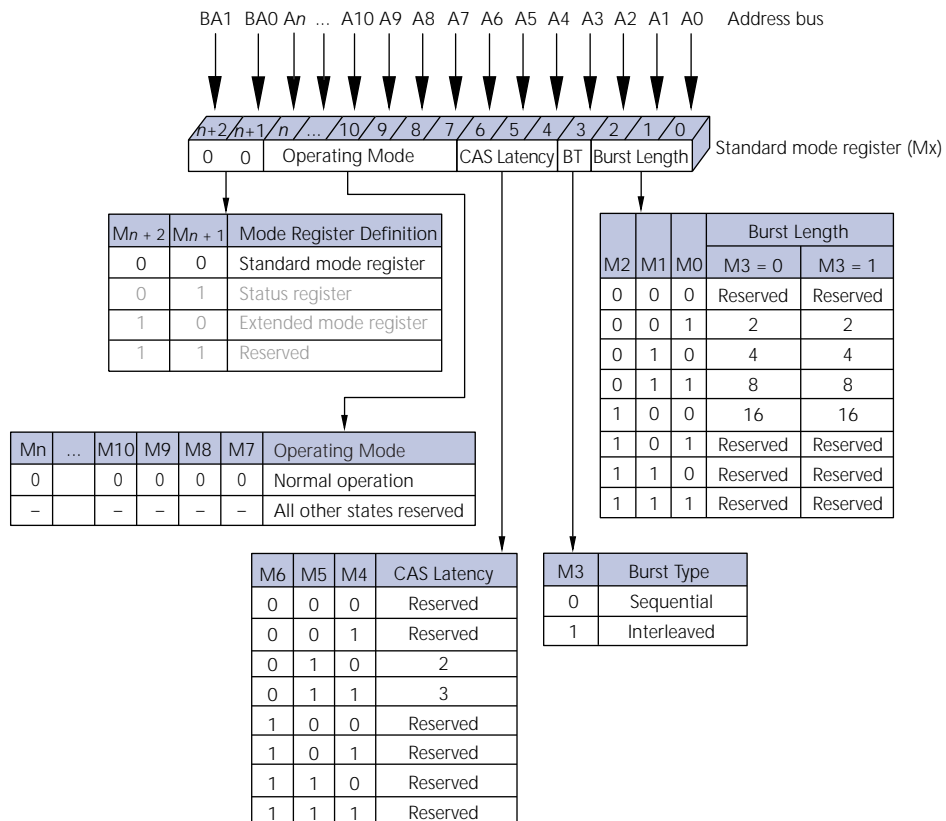 BA1 BA0 An ... A10 A9 A8 A7 A6 A5 A4 A3 A2 A1 A0 Address bus
n+2 n+1 n ... 10 9 8 7 6 5 4 3 2 1 0
0 0 Operating Mode CAS Latency BT Burst Length
Standard mode register (Mx)
Mn + 2 Mn + 1 Mode Register Definition
0 0 Standard mode register
0 1 Status register
1 0 Extended mode register
1 1 Reserved
Burst Length
M2 M1 M0 M3 = 0 M3 = 1
0 0 0 Reserved Reserved
0 0 1 2 2
0 1 0 4 4
0 1 1 8 8
1 0 0 16 16
1 0 1 Reserved Reserved
1 1 0 Reserved Reserved
1 1 1 Reserved Reserved
Mn ... M10 M9 M8 M7 Operating Mode
0 0 0 0 0 Normal operation
– – – – – All other states reserved
M6 M5 M4 CAS Latency
0 0 0 Reserved
0 0 1 Reserved
0 1 0 2
0 1 1 3
1 0 0 Reserved
1 0 1 Reserved
1 1 0 Reserved
1 1 1 Reserved
M3 Burst Type
0 Sequential
1 Interleaved